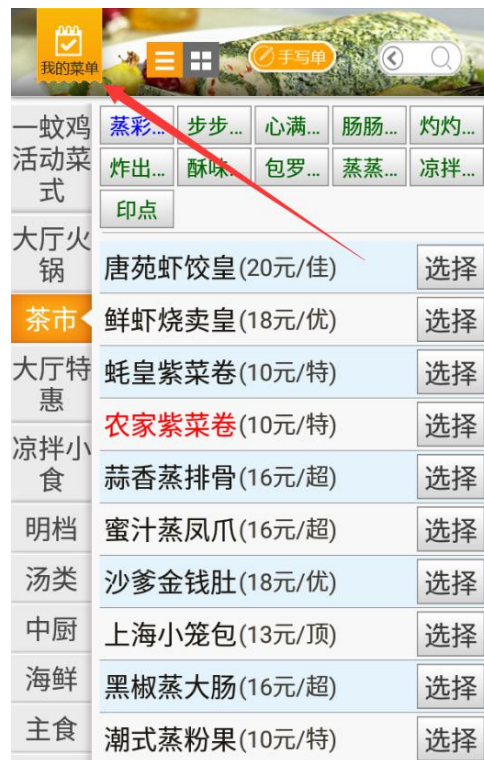 我的菜单
手写单
一蚊鸡
活动菜
式
大厅火
锅
茶市
大厅特
惠
凉拌小
食
明档
汤类
中厨
海鲜
主食
蒸彩... 步步... 心满... 肠肠... 灼灼...
炸出... 酥味... 包罗... 蒸蒸... 凉拌...
印点
唐苑虾饺皇(20元/佳) 选择
鲜虾烧卖皇(18元/优) 选择
蚝皇紫菜卷(10元/特) 选择
农家紫菜卷(10元/特) 选择
蒜香蒸排骨(16元/超) 选择
蜜汁蒸凤爪(16元/超) 选择
沙爹金钱肚(18元/优) 选择
上海小笼包(13元/顶) 选择
黑椒蒸大肠(16元/超) 选择
潮式蒸粉果(10元/特) 选择